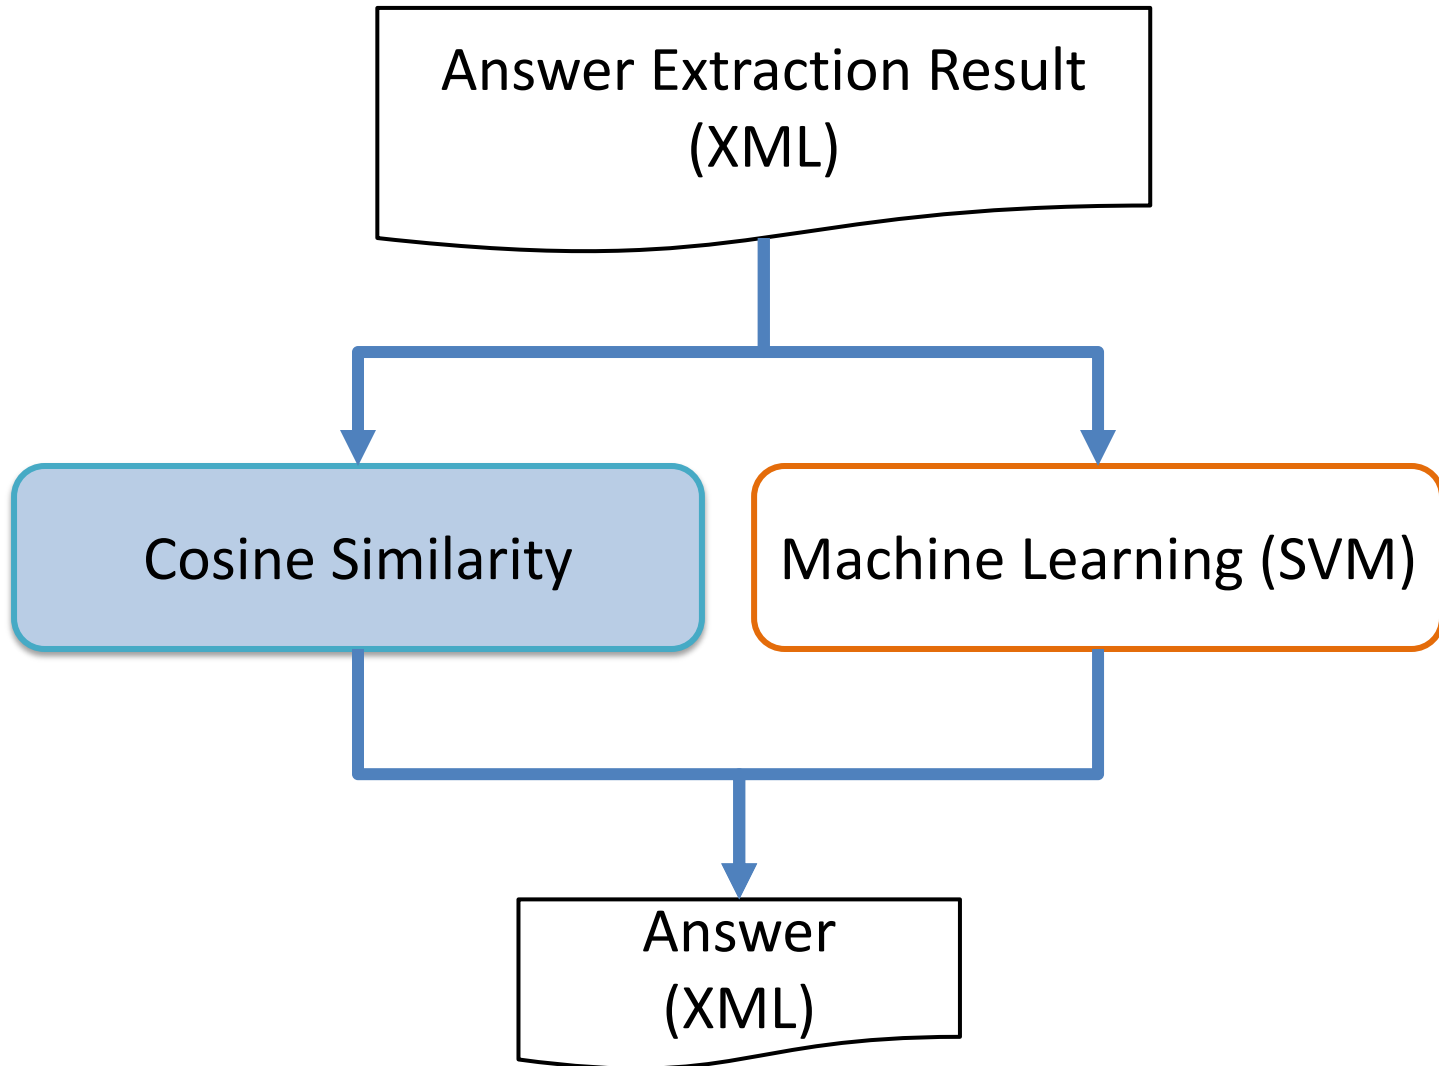 Answer Extraction Result
(XML)
Cosine Similarity
Machine Learning (SVM)
Answer
(XML)